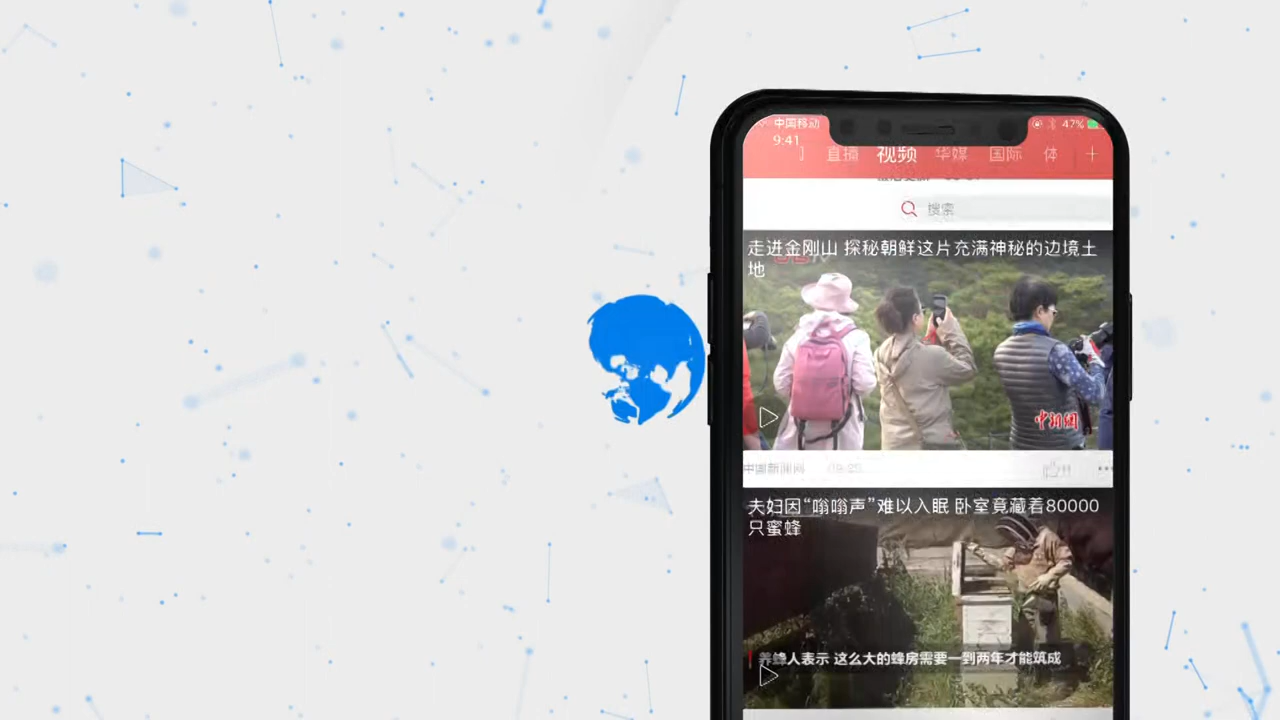 中国移动
47%
9:41
直播 视频 华媒 国际 体 +
搜索
走进金刚山 探秘朝鲜这片充满神秘的边境土
地
中新网
中国新闻网 09:25
夫妇因“嗡嗡声”难以入眠 卧室竟藏着80000
只蜜蜂
养蜂人表示 这么大的蜂房需要一到两年才能筑成